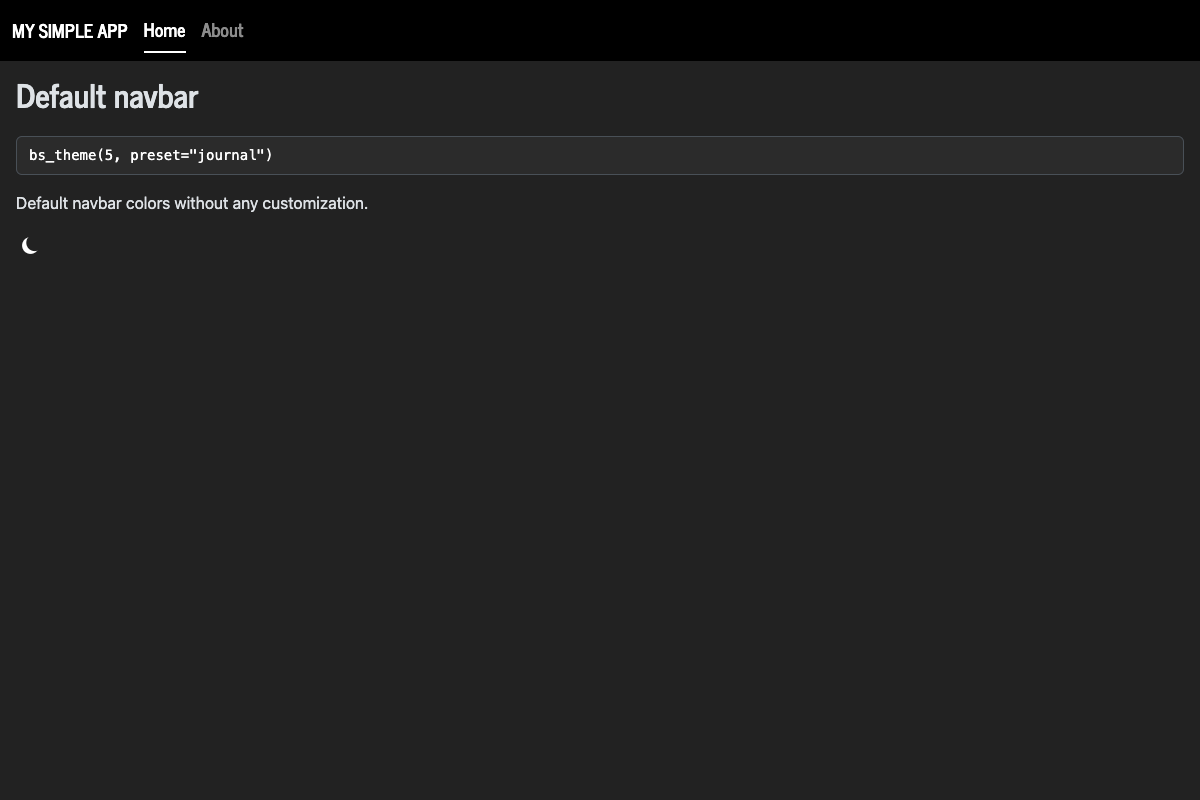 MY SIMPLE APP Home About
Default navbar
bs_theme(5, preset="journal")
Default navbar colors without any customization.